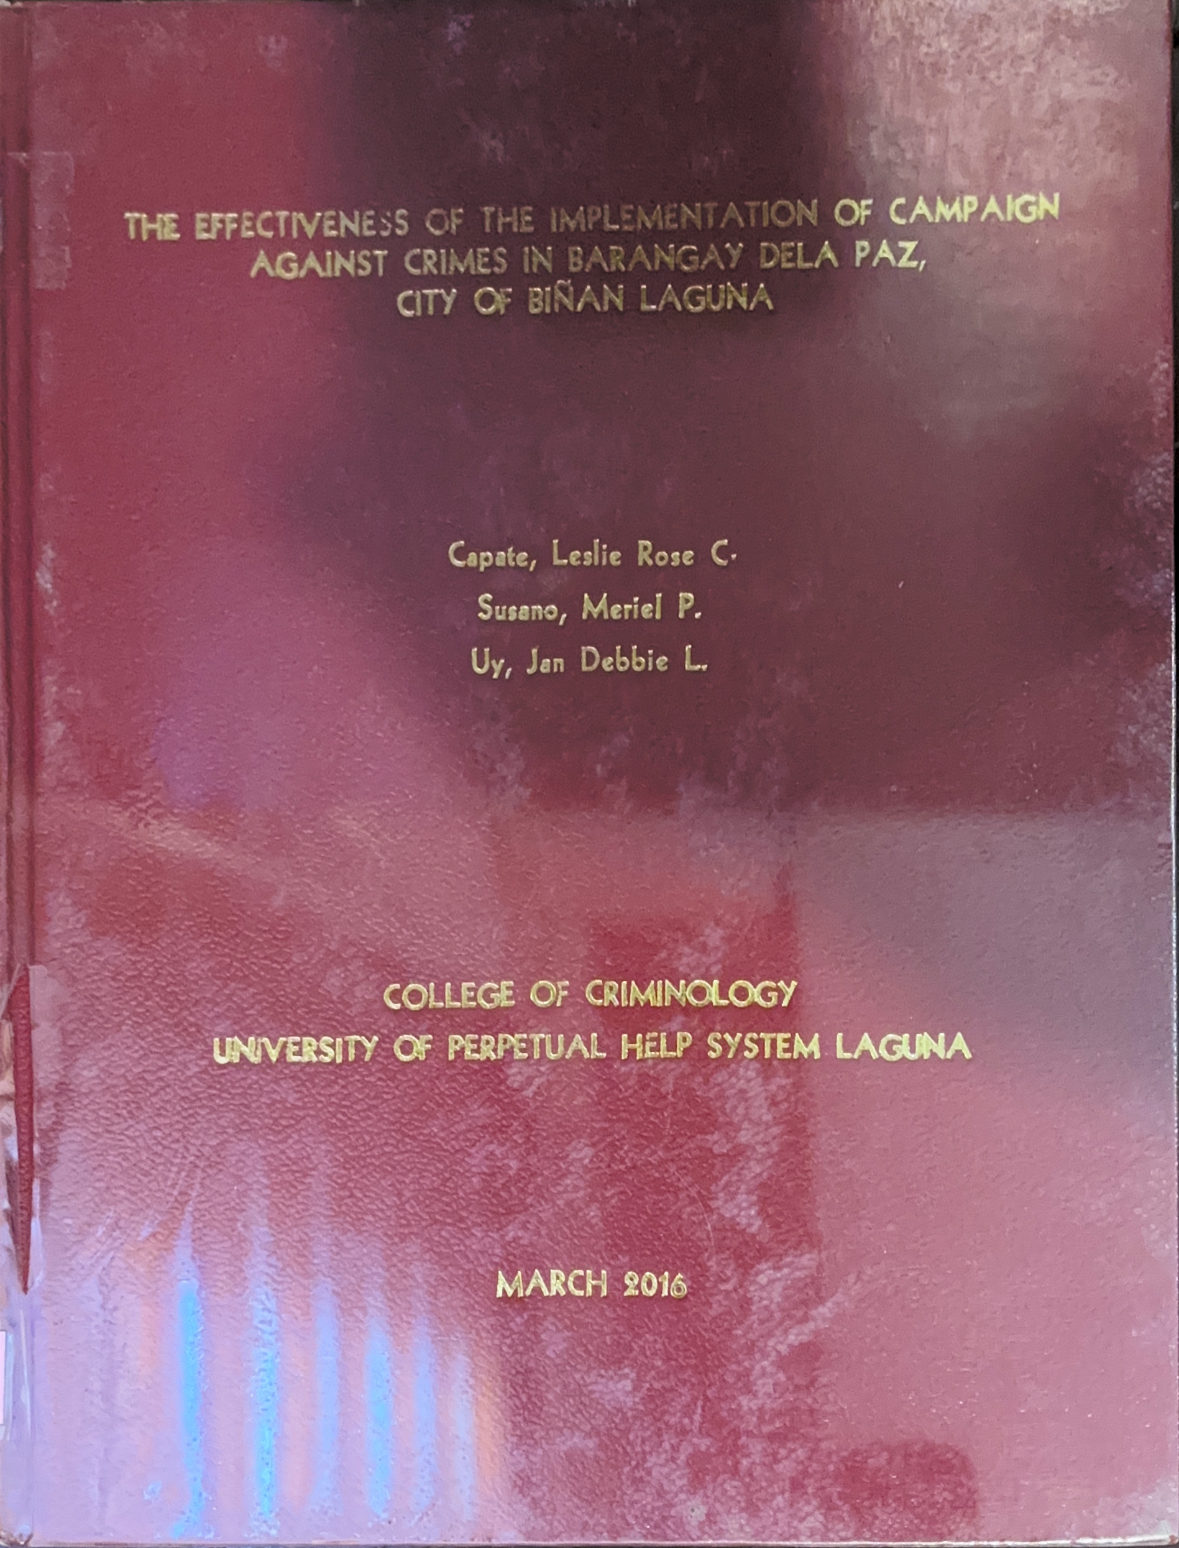 THE EFFECTIVENESS OF THE IMPLEMENTATION OF CAMPAIGN
AGAINST CRIMES IN BARANGAY DELA PAZ,
CITY OF BIÑAN LAGUNA
Capate, Leslie Rose C.
Susano, Meriel P.
Uy, Jan Debbie L.
COLLEGE OF CRIMINOLOGY
UNIVERSITY OF PERPETUAL HELP SYSTEM LAGUNA
MARCH 2016